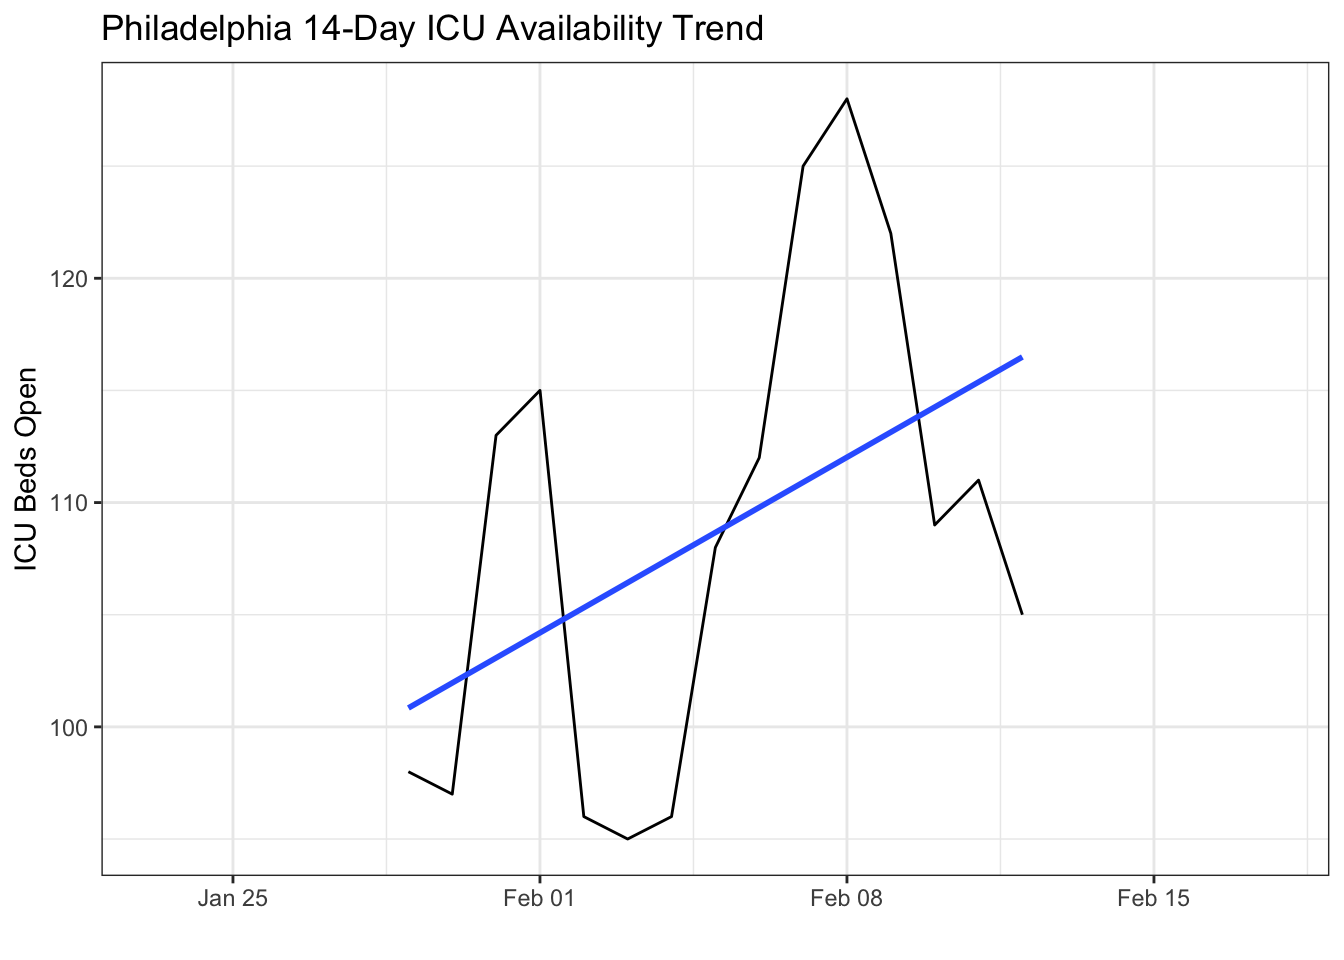 Philadelphia 14-Day ICU Availability Trend
ICU Beds Open
120
110
100
Jan 25
Feb 01
Feb 08
Feb 15